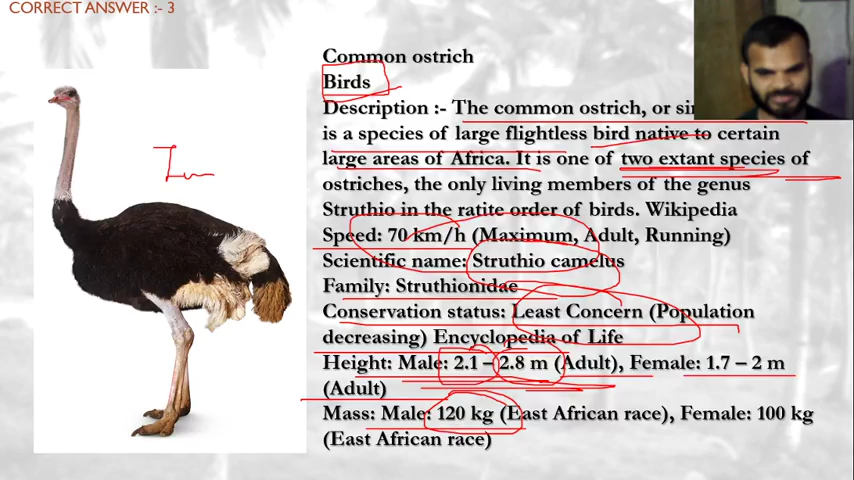 CORRECT ANSWER :- 3
Common ostrich
Birds
Description :- The common ostrich, or
is a species of large flightless bird native to certain
large areas of Africa. It is one of two extant species of
ostriches, the only living members of the genus
Struthio in the ratite order of birds. Wikipedia
Speed: 70 km/h (Maximum, Adult, Running)
Scientific name: Struthio camelus
Family: Struthionidae
Conservation status: Least Concern (Population
decreasing) Encyclopedia of Life
Height: Male: 2.1 – 2.8 m (Adult), Female: 1.7 – 2 m
(Adult)
Mass: Male: 120 kg (East African race), Female: 100 kg
(East African race)